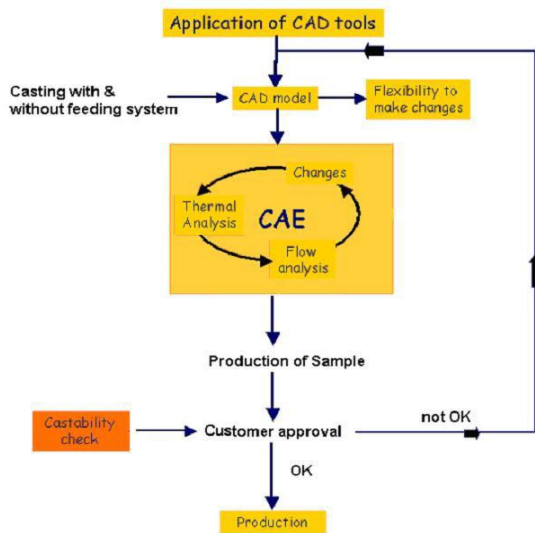 Application of CAD tools
Casting with &
without feeding system
CAD model
Flexibility to
make changes
Changes
Thermal
Analysis
CAE
Flow
analysis
Production of Sample
Castability
check
Customer approval
not OK
OK
Production